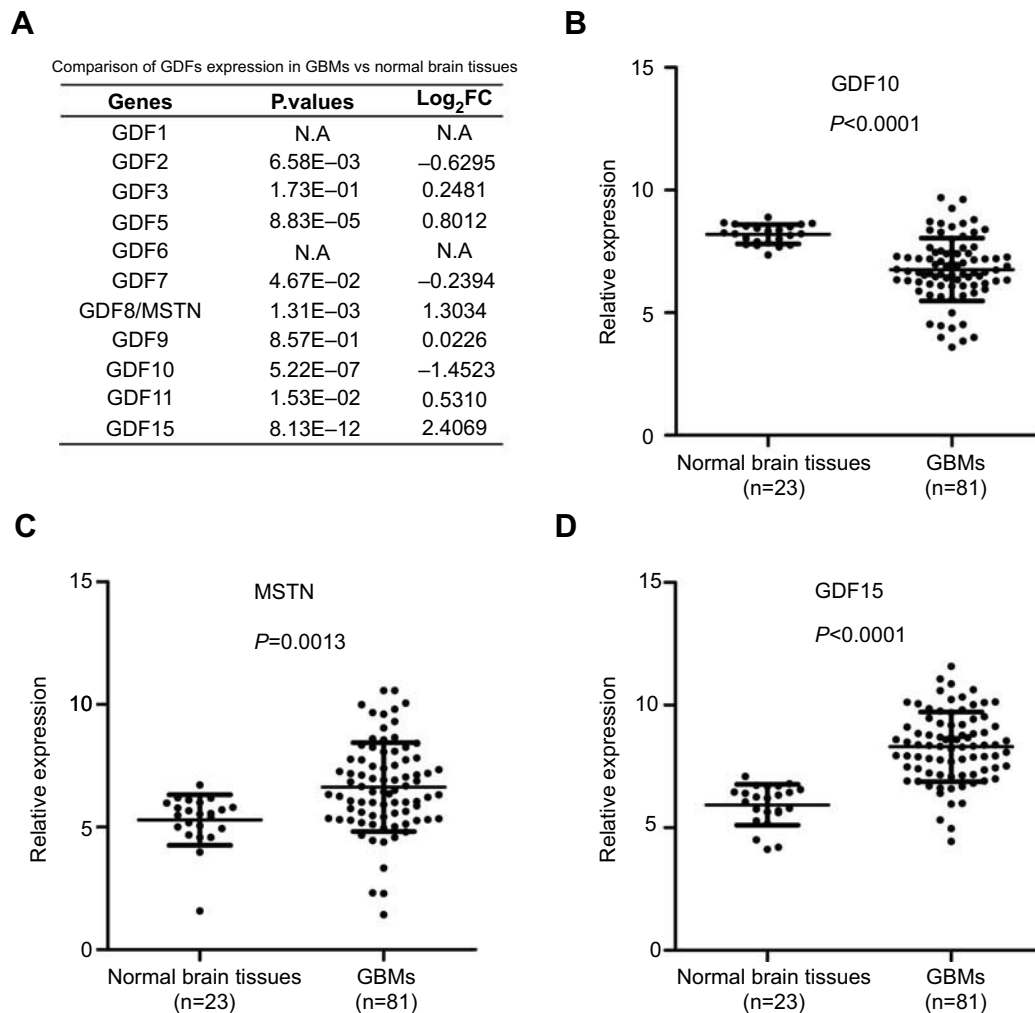 A
Comparison of GDFs expression in GBMs vs normal brain tissues
Genes P.values Log₂FC
GDF1 N.A N.A
GDF2 6.58E–03 –0.6295
GDF3 1.73E–01 0.2481
GDF5 8.83E–05 0.8012
GDF6 N.A N.A
GDF7 4.67E–02 –0.2394
GDF8/MSTN 1.31E–03 1.3034
GDF9 8.57E–01 0.0226
GDF10 5.22E–07 –1.4523
GDF11 1.53E–02 0.5310
GDF15 8.13E–12 2.4069
B
GDF10
P<0.0001
Relative expression
15
10
5
0
Normal brain tissues GBMs
(n=23) (n=81)
C
MSTN
P=0.0013
Relative expression
15
10
5
0
Normal brain tissues GBMs
(n=23) (n=81)
D
GDF15
P<0.0001
Relative expression
15
10
5
0
Normal brain tissues GBMs
(n=23) (n=81)